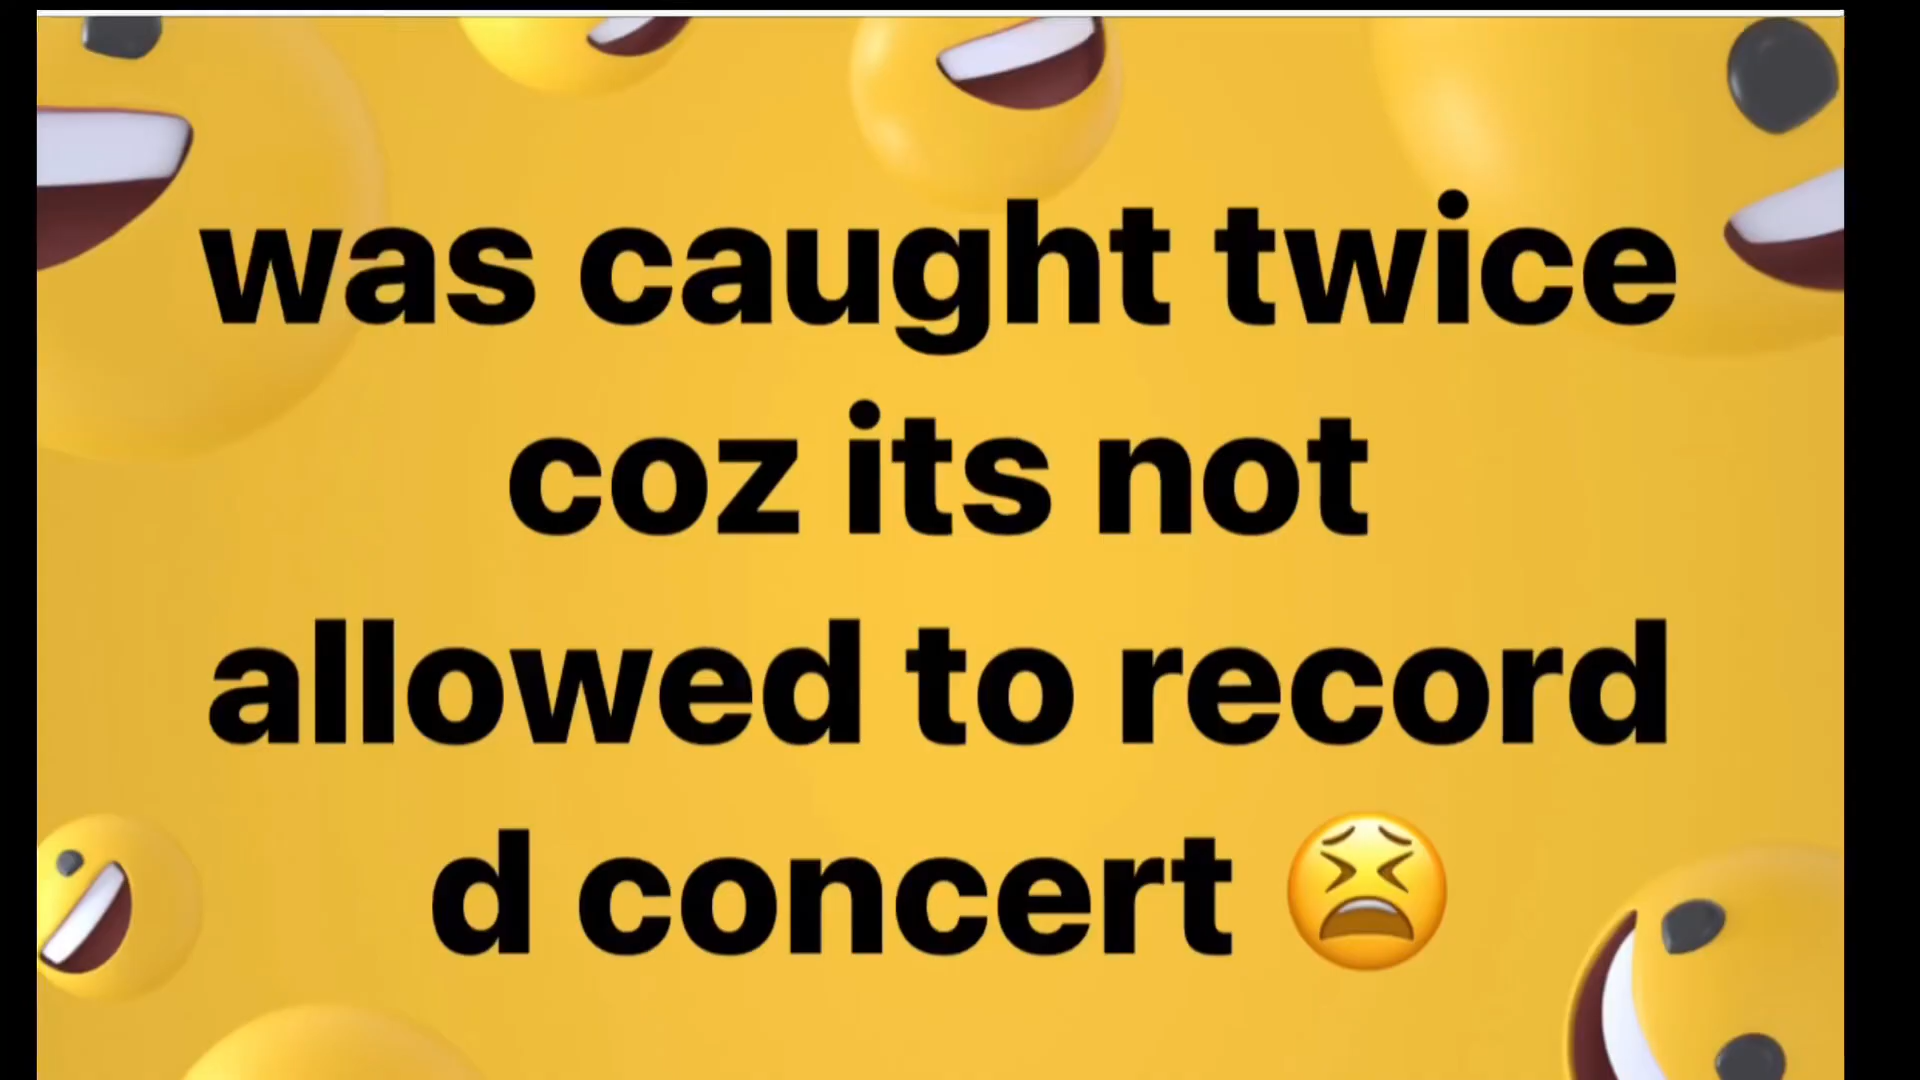 was caught twice
coz its not
allowed to record
d concert 😫